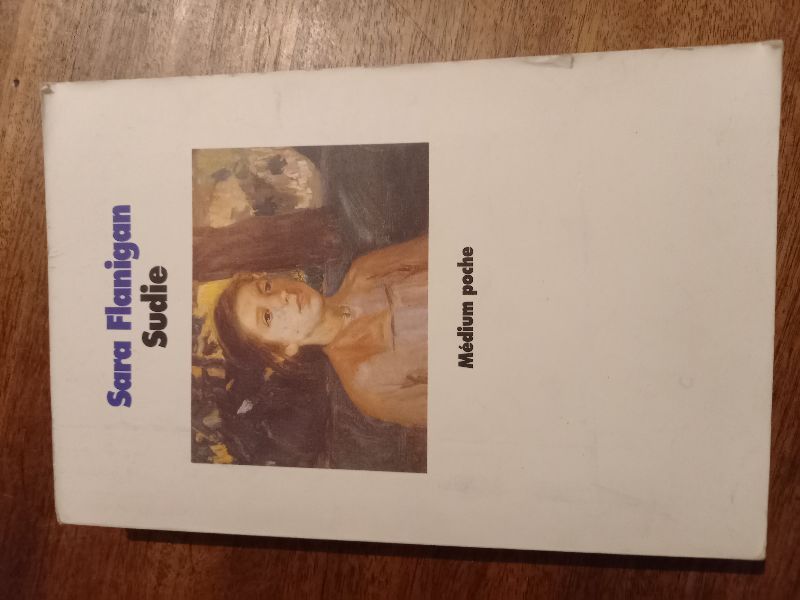 Sara Flanigan
Sudie
Médium poche